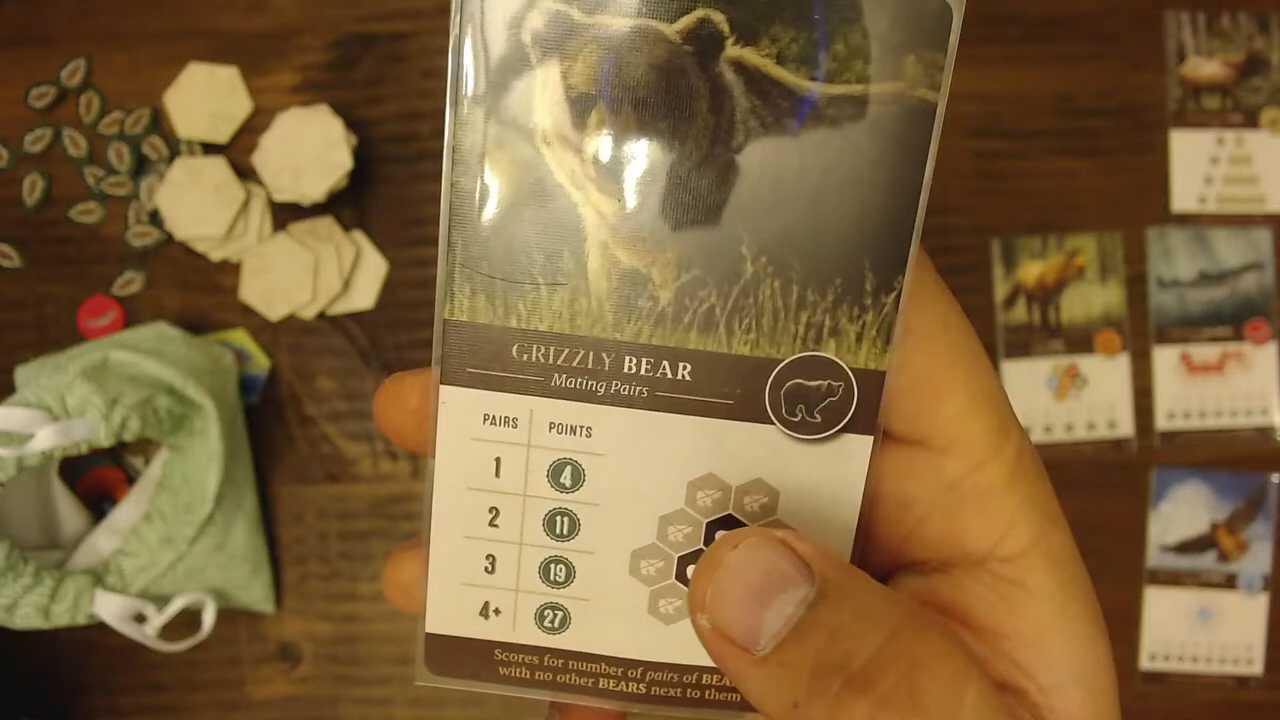 GRIZZLY BEAR
Mating Pairs
PAIRS POINTS
1 4
2 11
3 19
4+ 27
Scores for number of pairs of
with no other BEARS next to them